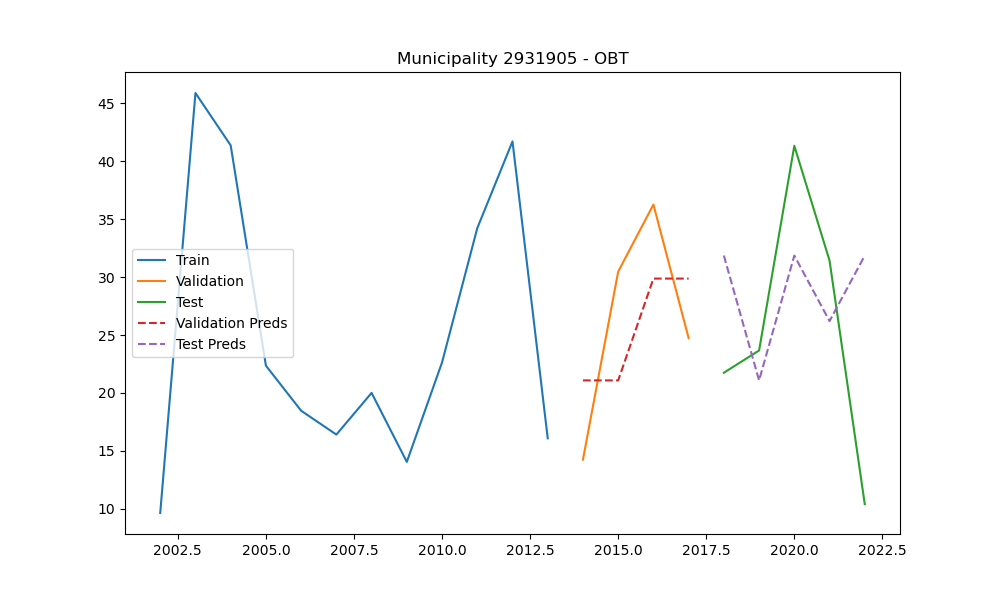 Municipality 2931905 - OBT
45
40
35
30
25
20
15
10
Train
Validation
Test
Validation Preds
Test Preds
2002.5 2005.0 2007.5 2010.0 2012.5 2015.0 2017.5 2020.0 2022.5